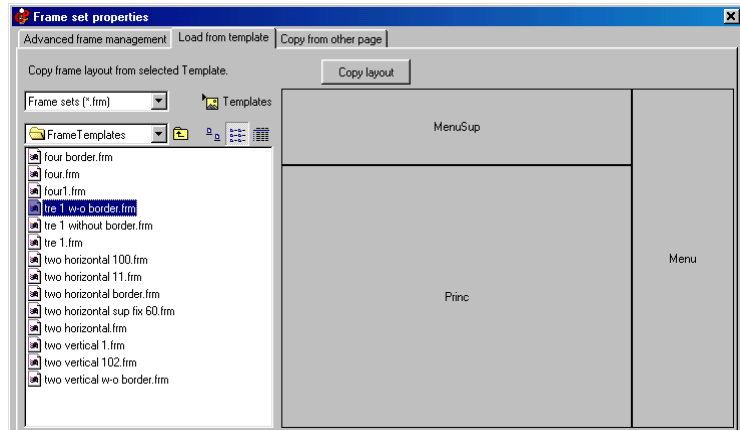 Frame set properties
Advanced frame management Load from template Copy from other page
Copy frame layout from selected Template. Copy layout
Frame sets (*.frm) Templates
FrameTemplates
four border.frm
four.frm
four1.frm
tre 1 w-o border.frm
tre 1 without border.frm
tre 1.frm
two horizontal 100.frm
two horizontal 11.frm
two horizontal border.frm
two horizontal sup fix 60.frm
two horizontal.frm
two vertical 1.frm
two vertical 102.frm
two vertical w-o border.frm
MenuSup
Princ
Menu